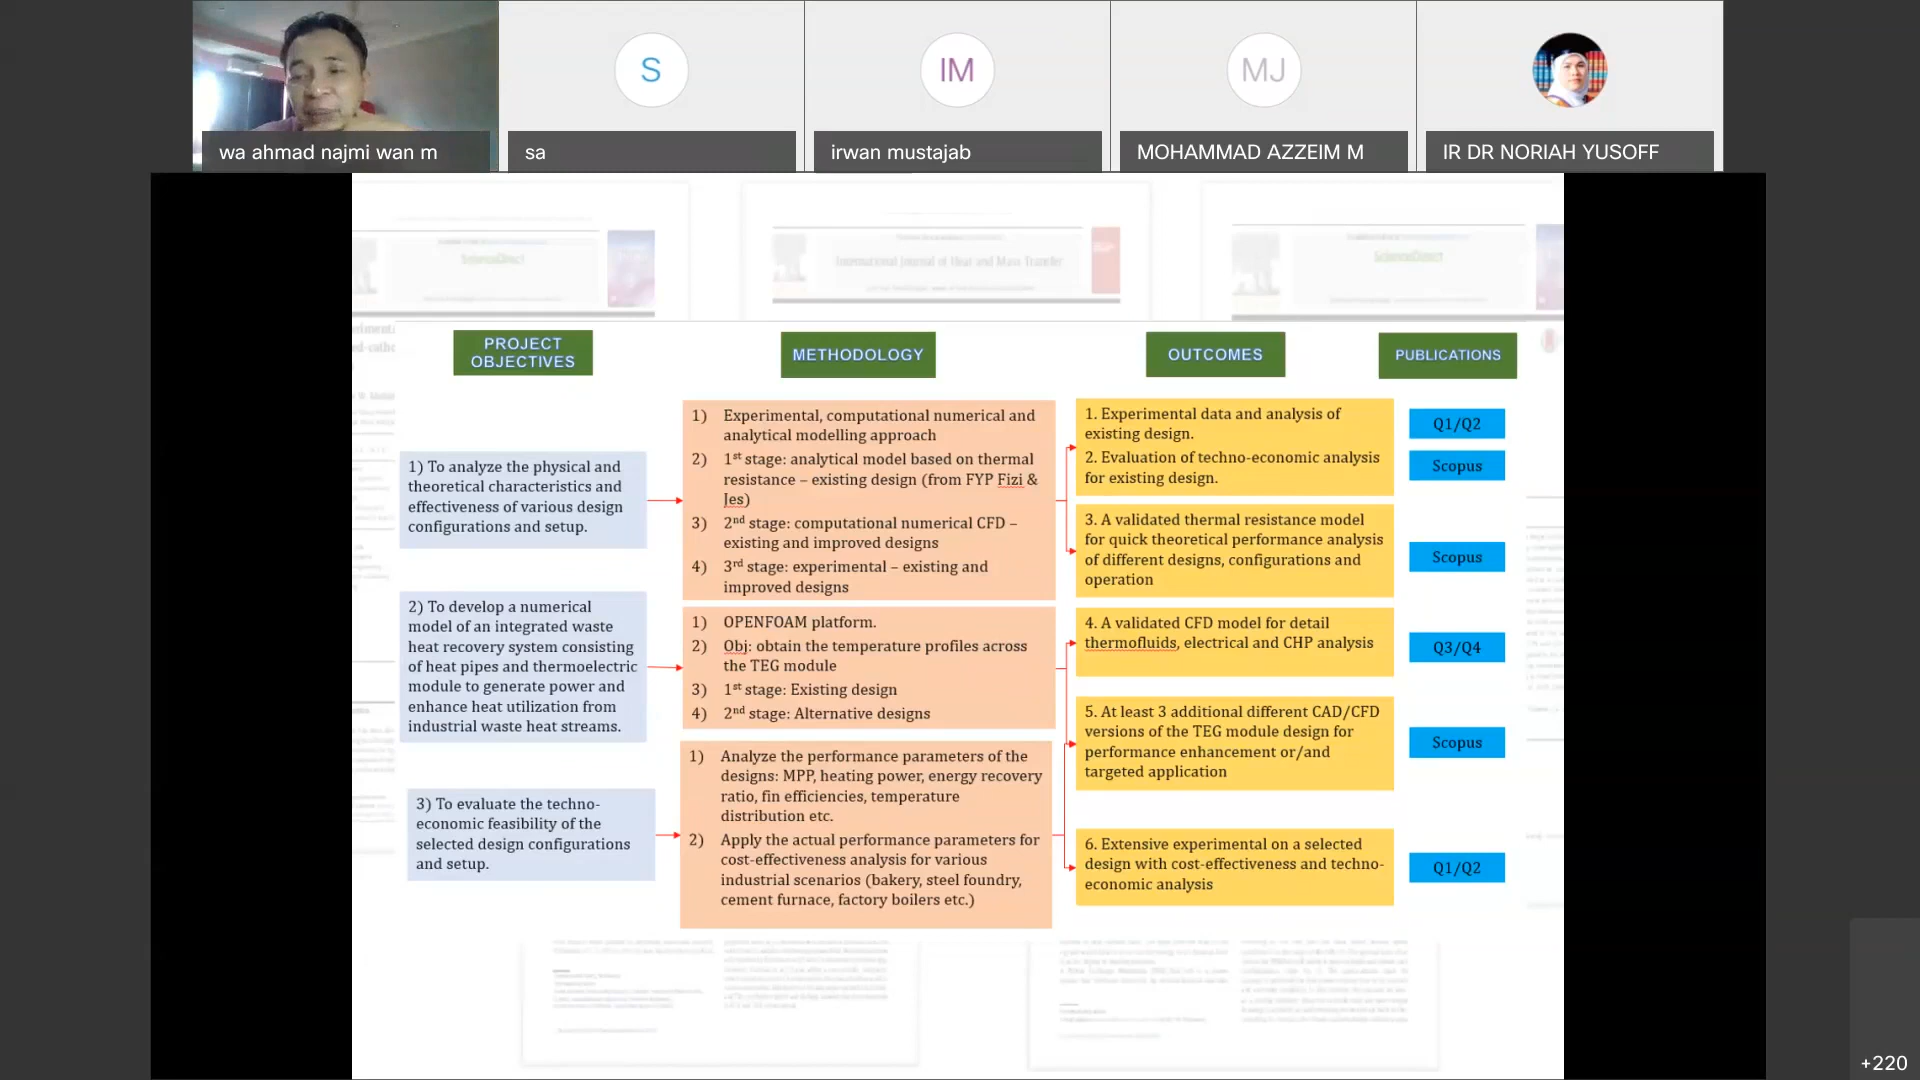 S
IM
MJ
wa ahmad najmi wan m
sa
irwan mustajab
MOHAMMAD AZZEIM M
IR DR NORIAH YUSOFF
ScienceDirect
International Journal of Heat and Mass Transfer
ScienceDirect
PROJECT
OBJECTIVES
METHODOLOGY
OUTCOMES
PUBLICATIONS
1) To analyze the physical and
theoretical characteristics and
effectiveness of various design
configurations and setup.
1) Experimental, computational numerical and
analytical modelling approach
2) 1st stage: analytical model based on thermal
resistance – existing design (from FYP Fizi &
Jes)
3) 2nd stage: computational numerical CFD –
existing and improved designs
4) 3rd stage: experimental – existing and
improved designs
1. Experimental data and analysis of
existing design.
2. Evaluation of techno-economic analysis
for existing design.
Q1/Q2
Scopus
3. A validated thermal resistance model
for quick theoretical performance analysis
of different designs, configurations and
operation
Scopus
2) To develop a numerical
model of an integrated waste
heat recovery system consisting
of heat pipes and thermoelectric
module to generate power and
enhance heat utilization from
industrial waste heat streams.
1) OPENFOAM platform.
2) Obj: obtain the temperature profiles across
the TEG module
3) 1st stage: Existing design
4) 2nd stage: Alternative designs
4. A validated CFD model for detail
thermofluids, electrical and CHP analysis
Q3/Q4
5. At least 3 additional different CAD/CFD
versions of the TEG module design for
performance enhancement or/and
targeted application
Scopus
3) To evaluate the techno-
economic feasibility of the
selected design configurations
and setup.
1) Analyze the performance parameters of the
designs: MPP, heating power, energy recovery
ratio, fin efficiencies, temperature
distribution etc.
2) Apply the actual performance parameters for
cost-effectiveness analysis for various
industrial scenarios (bakery, steel foundry,
cement furnace, factory boilers etc.)
6. Extensive experimental on a selected
design with cost-effectiveness and techno-
economic analysis
Q1/Q2
+220